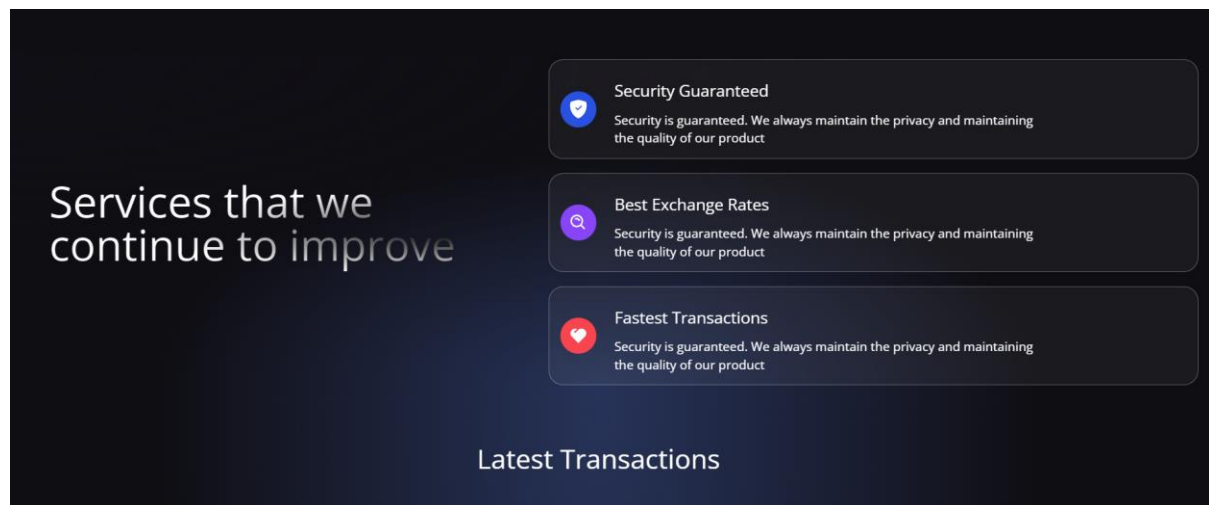 Services that we
continue to improve
Security Guaranteed
Security is guaranteed. We always maintain the privacy and maintaining
the quality of our product
Best Exchange Rates
Security is guaranteed. We always maintain the privacy and maintaining
the quality of our product
Fastest Transactions
Security is guaranteed. We always maintain the privacy and maintaining
the quality of our product
Latest Transactions